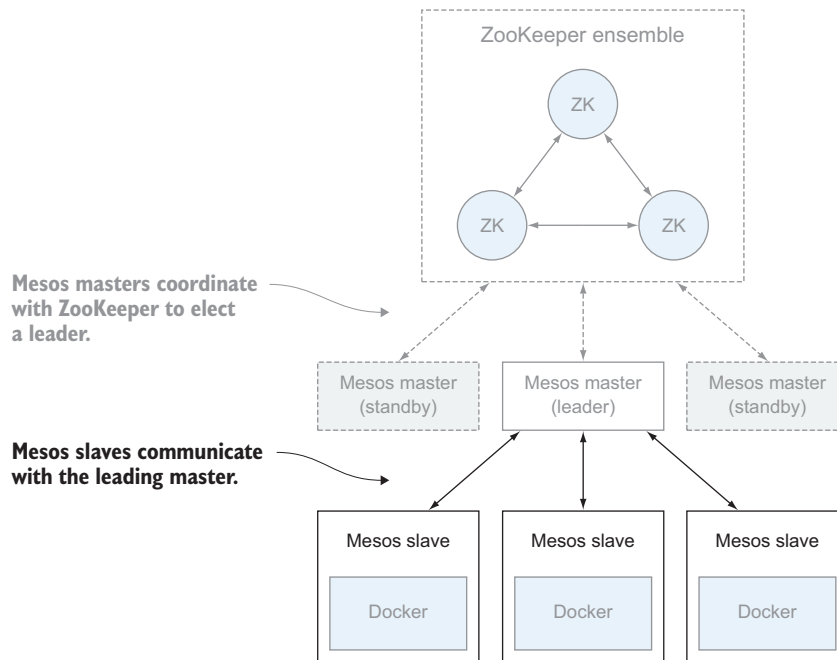 ZooKeeper ensemble
ZK
ZK
ZK
Mesos masters coordinate
with ZooKeeper to elect
a leader.
Mesos master
(standby)
Mesos master
(leader)
Mesos master
(standby)
Mesos slaves communicate
with the leading master.
Mesos slave
Mesos slave
Mesos slave
Docker
Docker
Docker